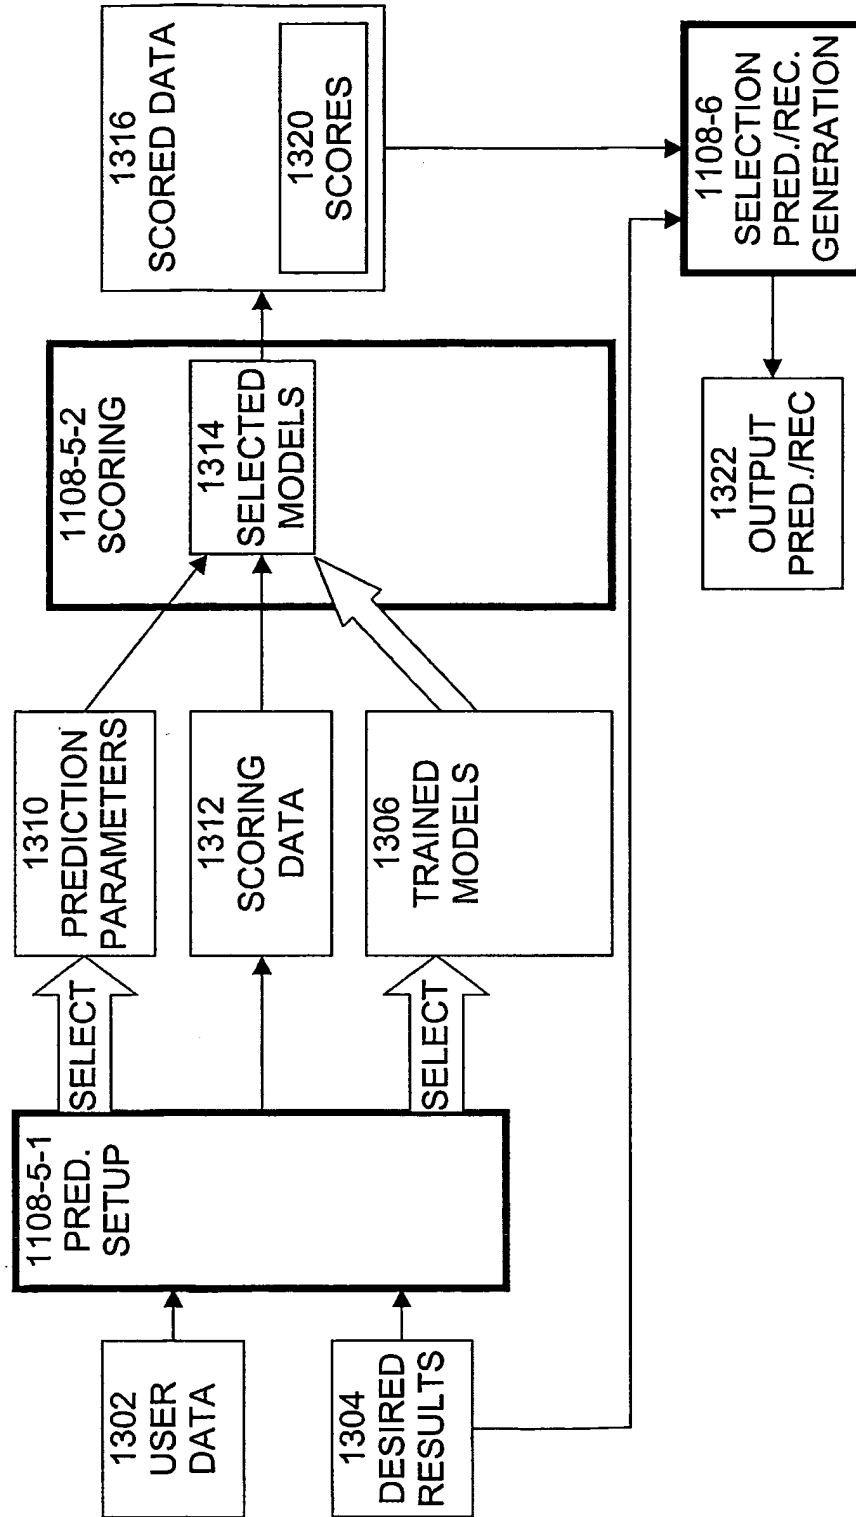 1302
USER
DATA
1304
DESIRED
RESULTS
1108-5-1
PRED.
SETUP
SELECT
SELECT
1310
PREDICTION
PARAMETERS
1312
SCORING
DATA
1306
TRAINED
MODELS
1108-5-2
SCORING
1314
SELECTED
MODELS
1316
SCORED DATA
1320
SCORES
1108-6
SELECTION
PRED./REC.
GENERATION
1322
OUTPUT
PRED./REC